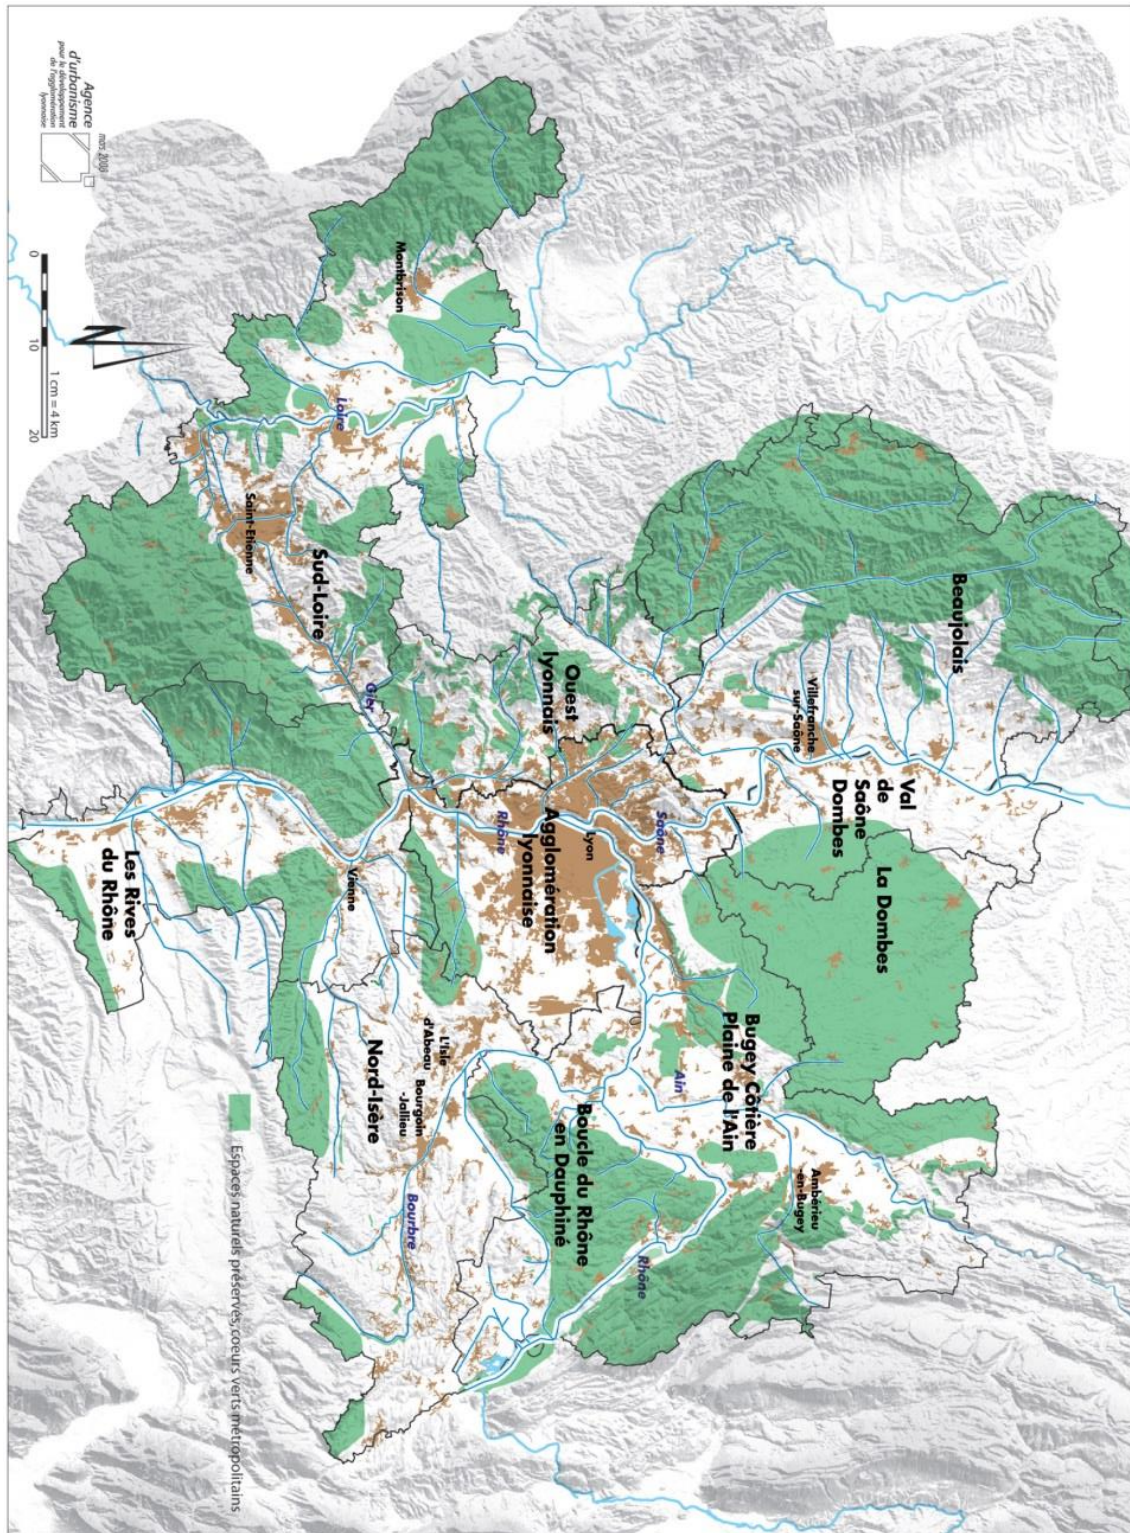 Beaujolais
Villefranche
sur-Saône
Val
de
Saône
Dombes
La Dombes
Montbrison
Loire
Saint-Etienne
Sud-Loire
Gier
Ouest
lyonnais
Saône
Lyon
Rhône
Agglomération
lyonnaise
Bugey Côtière
Plaine de l'Ain
Ain
Ambérieu
-en-Bugey
Boucle du Rhône
en Dauphiné
Rhône
Vienne
L'Isle
d'Abeau
Bourgoin
-Jallieu
Nord-Isère
Bourbre
Les Rives
du Rhône
Espaces naturels préservés, coeurs verts métropolitains
0 10 20
1 cm = 4 km
N
mars 2006
Agence
d'urbanisme
pour le développement
de l'agglomération
lyonnaise